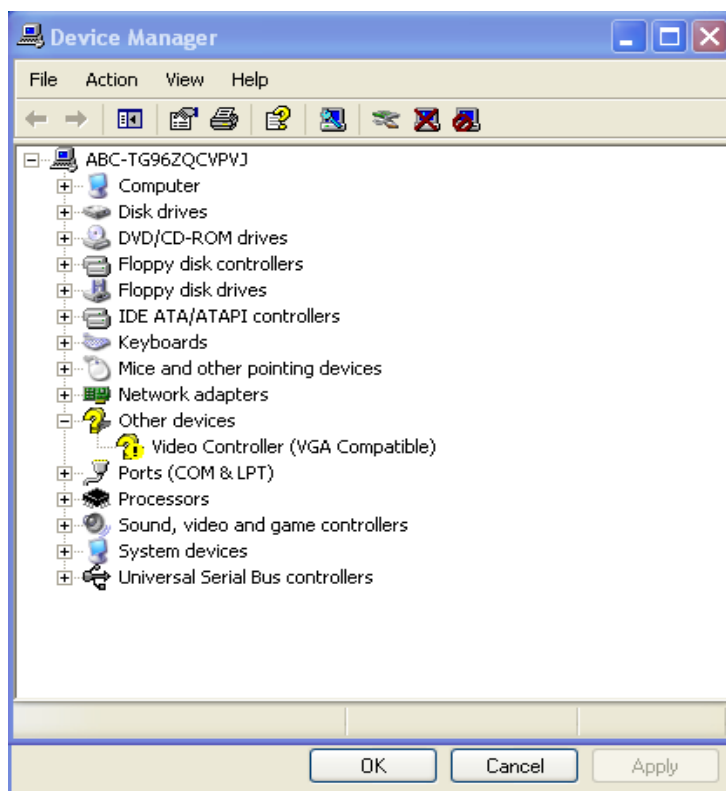 Device Manager
File Action View Help
ABC-TG96ZQCVPVJ
Computer
Disk drives
DVD/CD-ROM drives
Floppy disk controllers
Floppy disk drives
IDE ATA/ATAPI controllers
Keyboards
Mice and other pointing devices
Network adapters
Other devices
Video Controller (VGA Compatible)
Ports (COM & LPT)
Processors
Sound, video and game controllers
System devices
Universal Serial Bus controllers
OK Cancel Apply